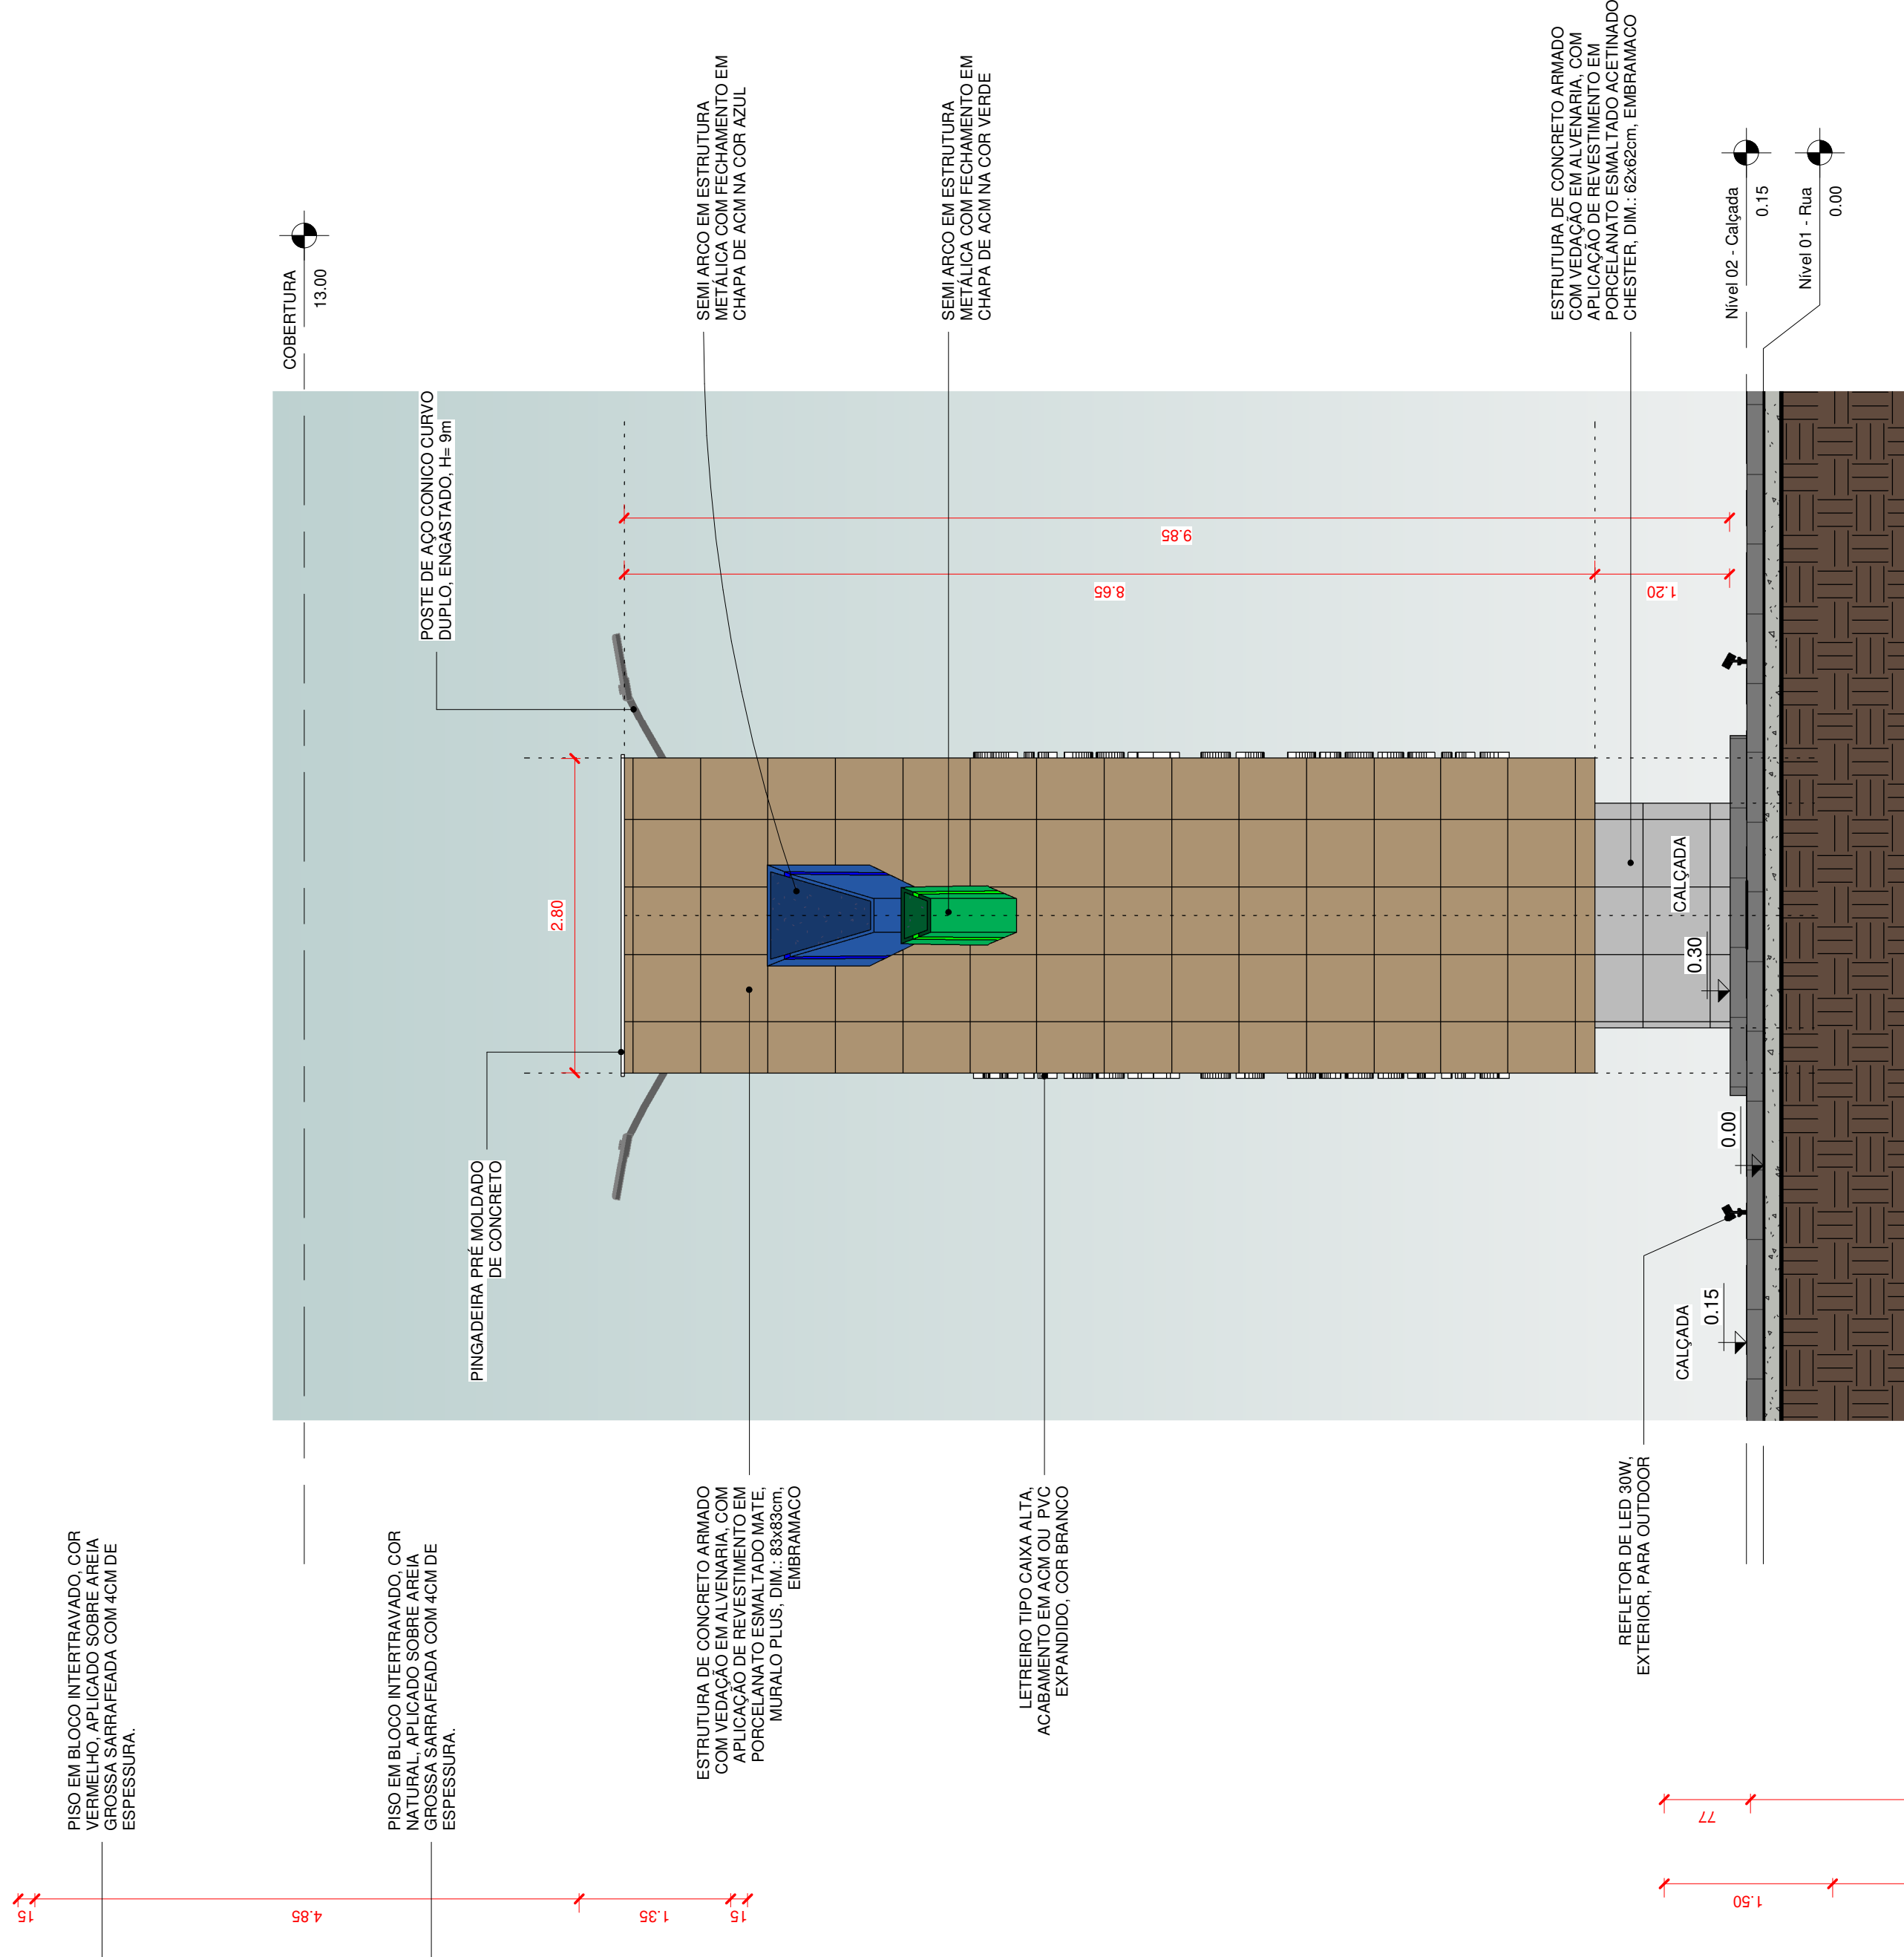 PISO EM BLOCO INTERTRAVADO, COR
VERMELHO, APLICADO SOBRE AREIA
GROSSA SARRAFEADA COM 4CM DE
ESPESSURA.
PISO EM BLOCO INTERTRAVADO, COR
NATURAL, APLICADO SOBRE AREIA
GROSSA SARRAFEADA COM 4CM DE
ESPESSURA.
15
4.85
1.35
15
COBERTURA
13.00
POSTE DE AÇO CONICO CURVO
DUPLO, ENGASTADO, H= 9m
PINGADEIRA PRÉ MOLDADO
DE CONCRETO
2.80
SEMI ARCO EM ESTRUTURA
METÁLICA COM FECHAMENTO EM
CHAPA DE ACM NA COR AZUL
ESTRUTURA DE CONCRETO ARMADO
COM VEDAÇÃO EM ALVENARIA, COM
APLICAÇÃO DE REVESTIMENTO EM
PORCELANATO ESMALTADO MATE,
MURALO PLUS, DIM.: 83x83cm,
EMBRAMACO
SEMI ARCO EM ESTRUTURA
METÁLICA COM FECHAMENTO EM
CHAPA DE ACM NA COR VERDE
LETREIRO TIPO CAIXA ALTA,
ACABAMENTO EM ACM OU PVC
EXPANDIDO, COR BRANCO
9.85
8.65
1.20
ESTRUTURA DE CONCRETO ARMADO
COM VEDAÇÃO EM ALVENARIA, COM
APLICAÇÃO DE REVESTIMENTO EM
PORCELANATO ESMALTADO ACETINADO
CHESTER, DIM.: 62x62cm, EMBRAMACO
REFLETOR DE LED 30W,
EXTERIOR, PARA OUTDOOR
CALÇADA
0.15
0.00
0.30
CALÇADA
Nível 02 - Calçada
0.15
Nível 01 - Rua
0.00
77
1.50